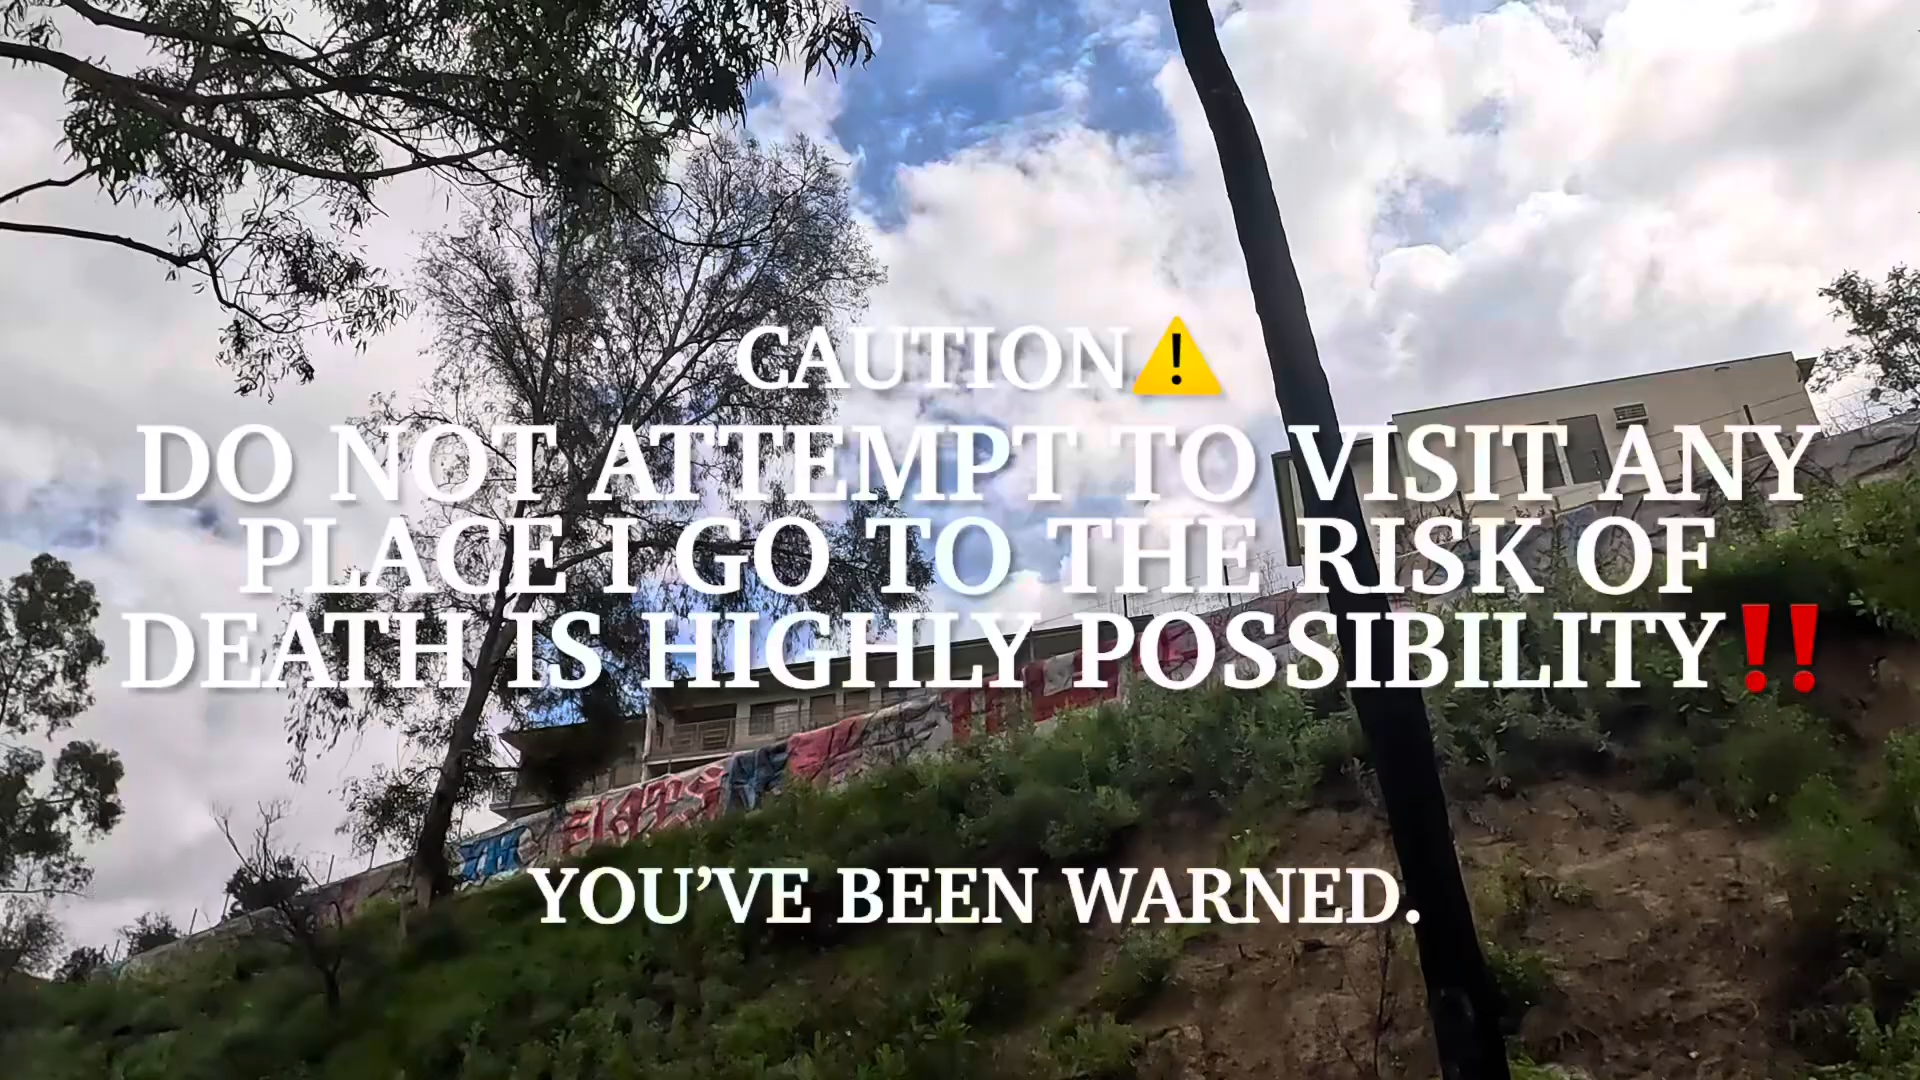 CAUTION⚠️
DO NOT ATTEMPT TO VISIT ANY
PLACE I GO TO THE RISK OF
DEATH IS HIGHLY POSSIBILITY‼️
YOU’VE BEEN WARNED.